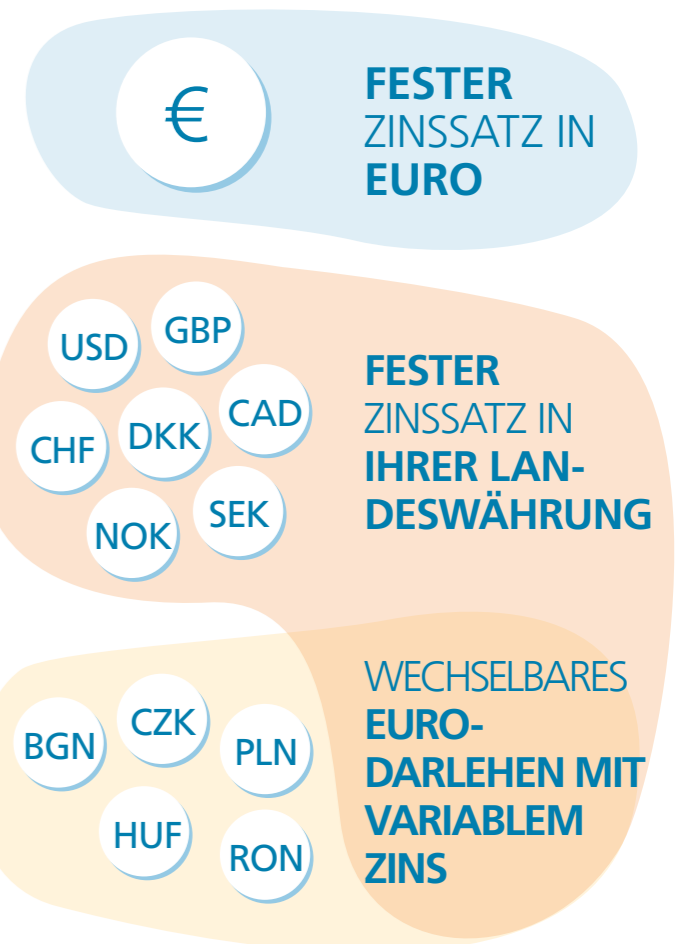 €
FESTER
ZINSSATZ IN
EURO
USD
GBP
CHF
DKK
CAD
NOK
SEK
FESTER
ZINSSATZ IN
IHRER LAN-
DESWÄHRUNG
BGN
CZK
PLN
HUF
RON
WECHSELBARES
EURO-
DARLEHEN MIT
VARIABLEM
ZINS